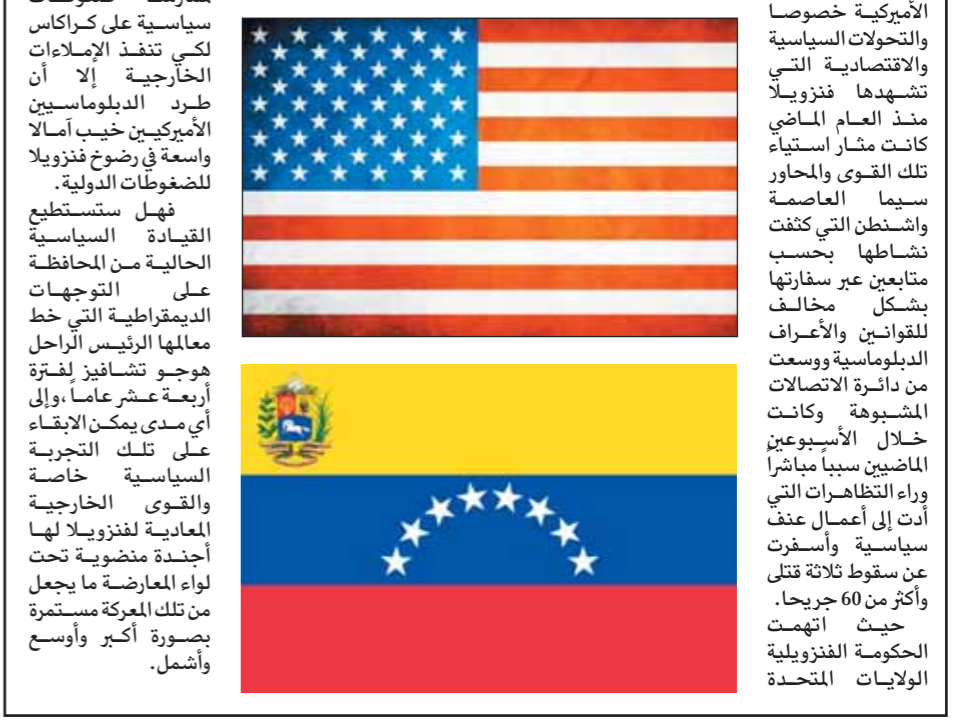 الأميركية خصوصا
والتحولات السياسية
والاقتصادية التي
تشهدها فنزويلا
منذ العام الماضي
كانت مثار استياء
تلك القوى والمحاور
سيما العاصمة
واشنطن التي كثفت
نشاطها بحسب
متابعين عبر سفارتها
بشكل مخالف
للقوانين والأعراف
الدبلوماسية ووسعت
من دائرة الاتصالات
المشبوهة وكانت
خلال الأسبوعين
الماضيين سبباً مباشراً
وراء التظاهرات التي
أدت إلى أعمال عنف
سياسية وأسفرت
عن سقوط ثلاثة قتلى
وأكثر من 60 جريحا.
حيث اتهمت
الحكومة الفنزويلية
الولايات المتحدة
سياسية على كراكاس
لكي تنفذ الإملاءات
الخارجية إلا أن
طرد الدبلوماسيين
الأميركيين خيب آمالا
واسعة في رضوخ فنزويلا
للضغوطات الدولية.
فهل ستستطيع
القيادة السياسية
الحالية من المحافظة
على التوجهات
الديمقراطية التي خط
معالمها الرئيس الراحل
هوجو تشافيز لفترة
أربعة عشر عاماً ،وإلى
أي مدى يمكن الابقاء
على تلك التجربة
السياسية خاصة
والقوى الخارجية
المعادية لفنزويلا لها
أجندة منضوية تحت
لواء المعارضة ما يجعل
من تلك المعركة مستمرة
بصورة أكبر وأوسع
وأشمل.